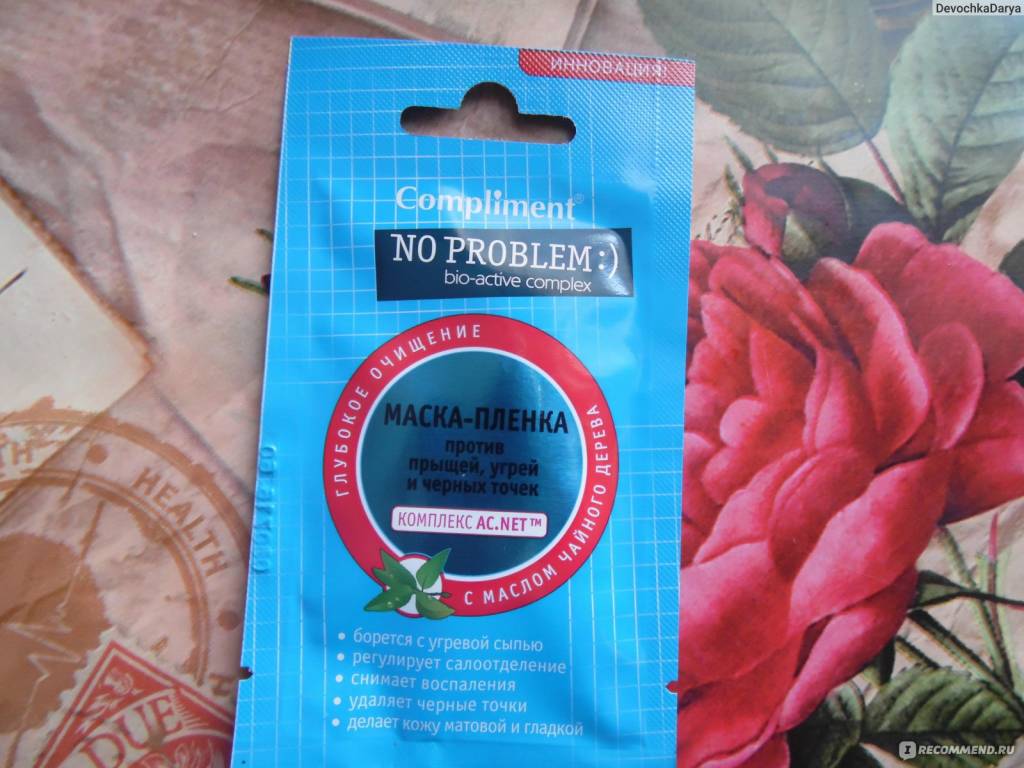 DevochkaDarya
ИННОВАЦИЯ!
Compliment®
NO PROBLEM :)
bio-active complex
ГЛУБОКОЕ ОЧИЩЕНИЕ
МАСКА-ПЛЕНКА
против
прыщей, угрей
и черных точек
КОМПЛЕКС AC.NET™
С МАСЛОМ ЧАЙНОГО ДЕРЕВА
• борется с угревой сыпью
• регулирует салоотделение
• снимает воспаления
• удаляет черные точки
• делает кожу матовой и гладкой
HEALTH
DUE
IRECOMMEND.RU